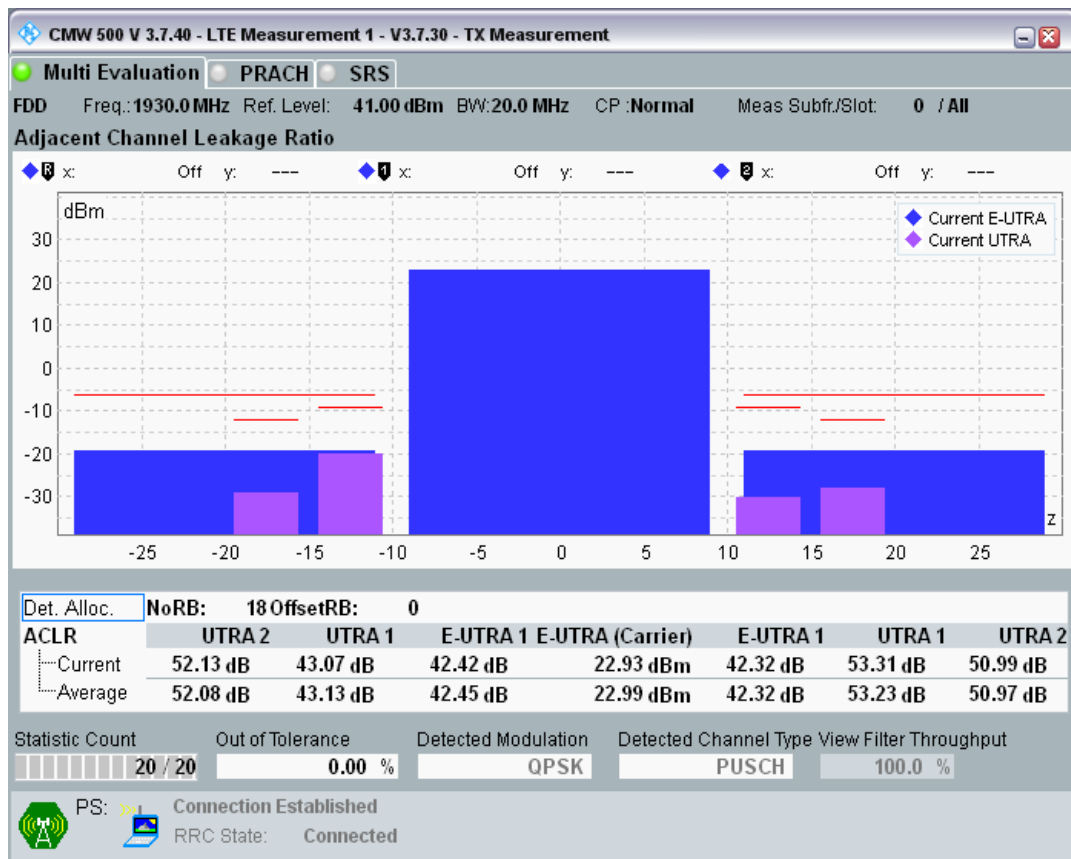 CMW 500 V 3.7.40 - LTE Measurement 1 - V3.7.30 - TX Measurement
Multi Evaluation PRACH SRS
FDD Freq.:1930.0 MHz Ref. Level: 41.00 dBm BW:20.0 MHz CP :Normal Meas Subfr./Slot: 0 / All
Adjacent Channel Leakage Ratio
R x: Off y: --- 1 x: Off y: --- 2 x: Off y: ---
dBm
Current E-UTRA
Current UTRA
30
20
10
0
-10
-20
-30
z
-25 -20 -15 -10 -5 0 5 10 15 20 25
Det. Alloc. NoRB: 18 OffsetRB: 0
ACLR UTRA 2 UTRA 1 E-UTRA 1 E-UTRA (Carrier) E-UTRA 1 UTRA 1 UTRA 2
Current 52.13 dB 43.07 dB 42.42 dB 22.93 dBm 42.32 dB 53.31 dB 50.99 dB
Average 52.08 dB 43.13 dB 42.45 dB 22.99 dBm 42.32 dB 53.23 dB 50.97 dB
Statistic Count Out of Tolerance Detected Modulation Detected Channel Type View Filter Throughput
20 / 20 0.00 % QPSK PUSCH 100.0 %
PS: Connection Established
RRC State: Connected